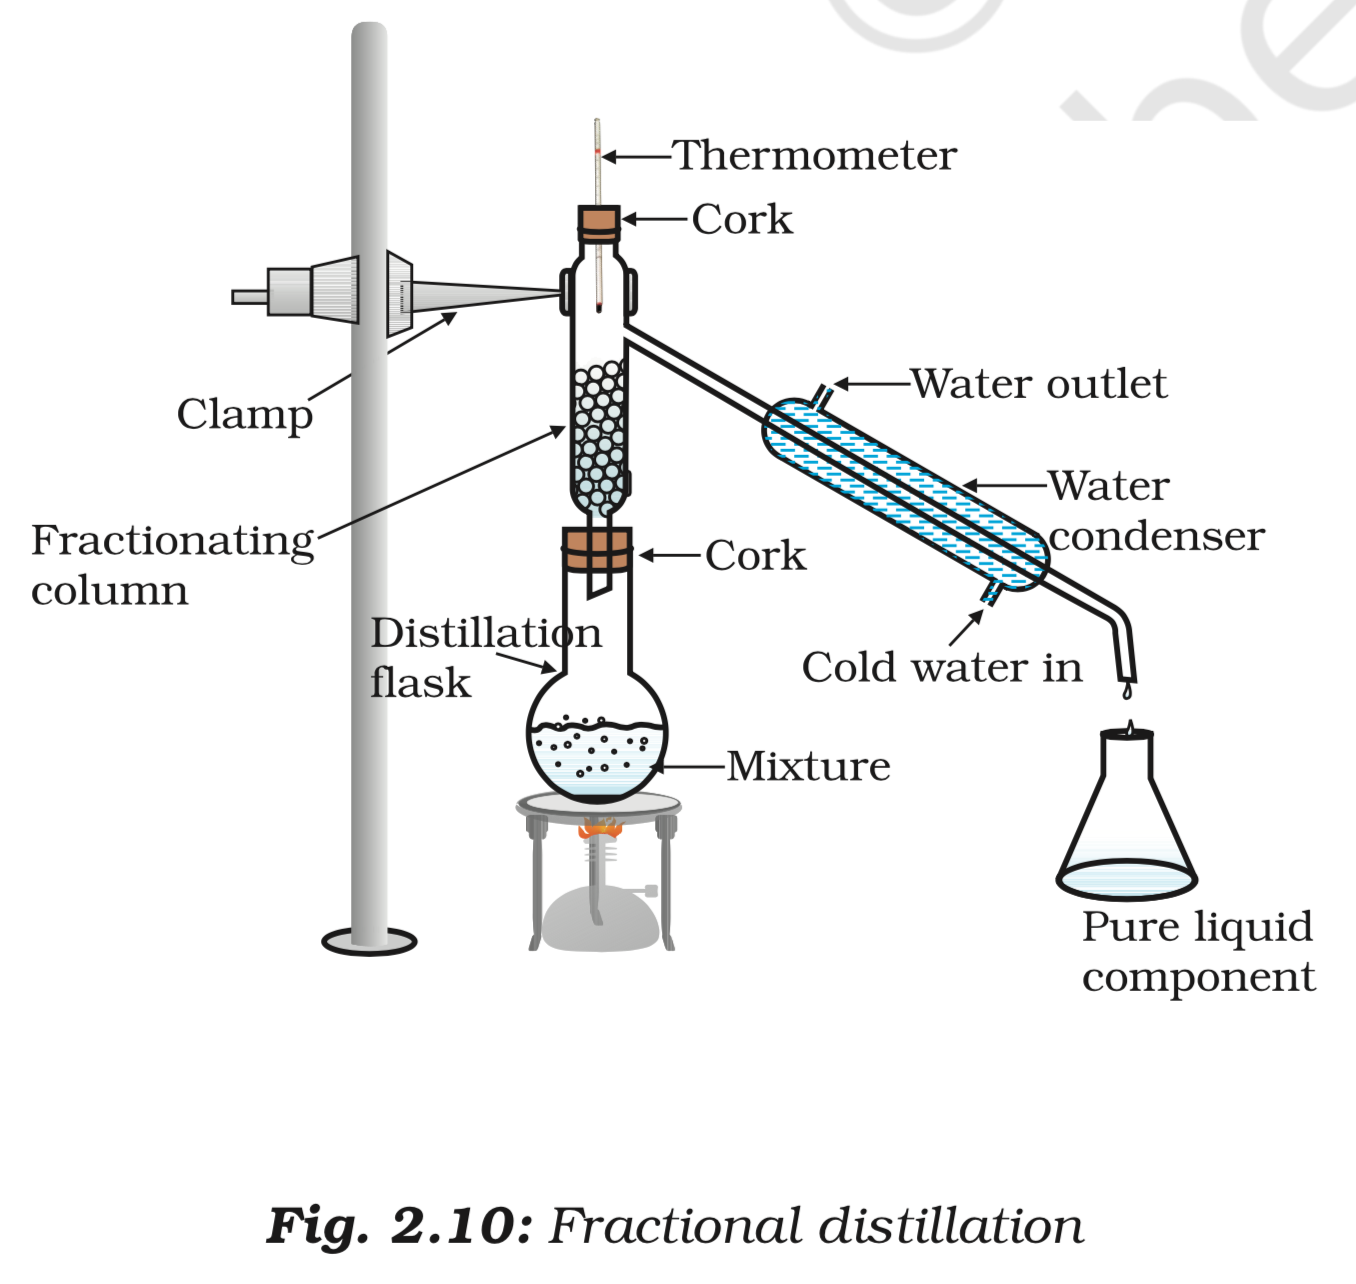 Thermometer
Cork
Clamp
Water outlet
Water
condenser
Fractionating
column
Cork
Distillation
flask
Cold water in
Mixture
Pure liquid
component
Fig. 2.10: Fractional distillation